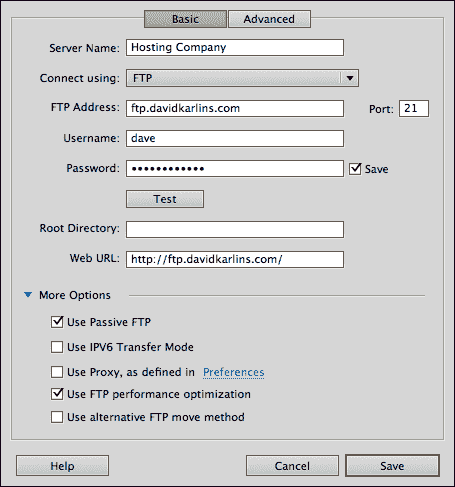 Basic Advanced
Server Name: Hosting Company
Connect using: FTP
FTP Address: ftp.davidkarlins.com Port: 21
Username: dave
Password: •••••••••••• Save
Test
Root Directory:
Web URL: http://ftp.davidkarlins.com/
More Options
Use Passive FTP
Use IPV6 Transfer Mode
Use Proxy, as defined in Preferences
Use FTP performance optimization
Use alternative FTP move method
Help Cancel Save